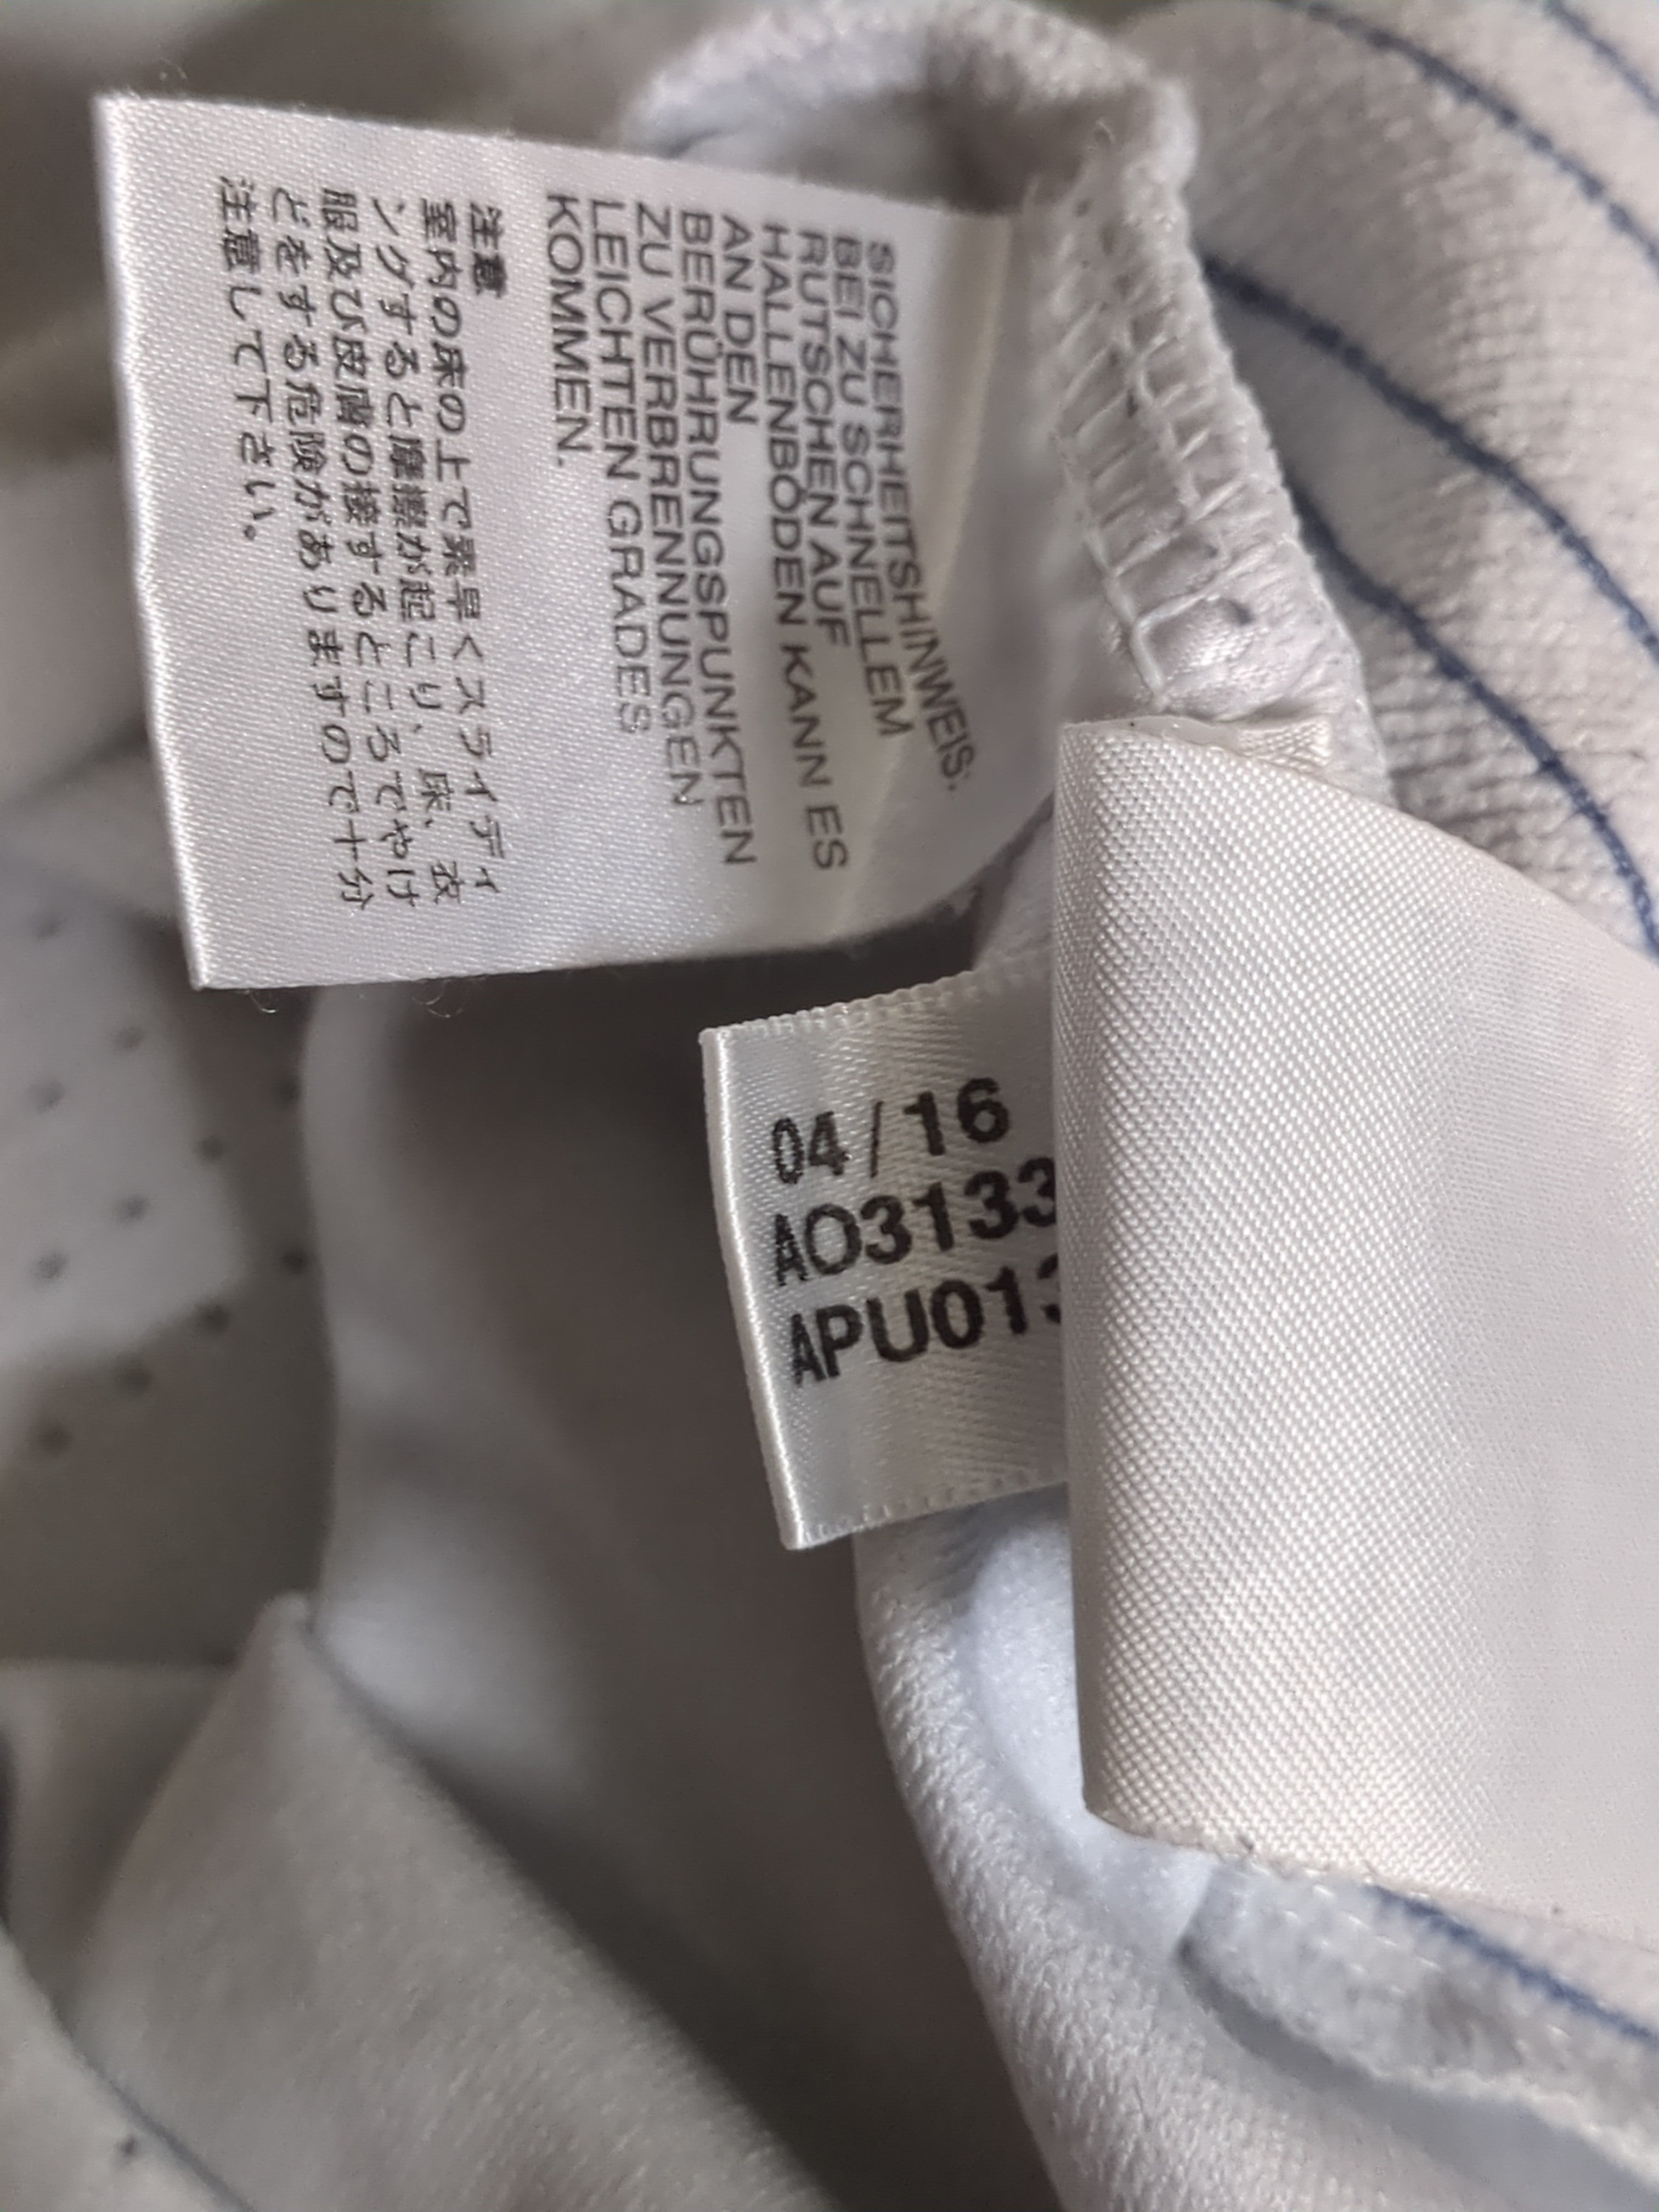 SICHERHEITSHINWEIS:
BEI ZU SCHNELLEM
RUTSCHEN AUF
HALLENBÖDEN KANN ES
AN DEN
BERÜHRUNGSPUNKTEN
ZU VERBRENNUNGEN
LEICHTEN GRADES
KOMMEN.
注意
室内の床の上で素早くスライディ
ングすると摩擦が起こり、床、衣
服及び皮膚の接するところでやけ
どをする危険がありますので十分
注意して下さい。
04/16
AO3133
APU013